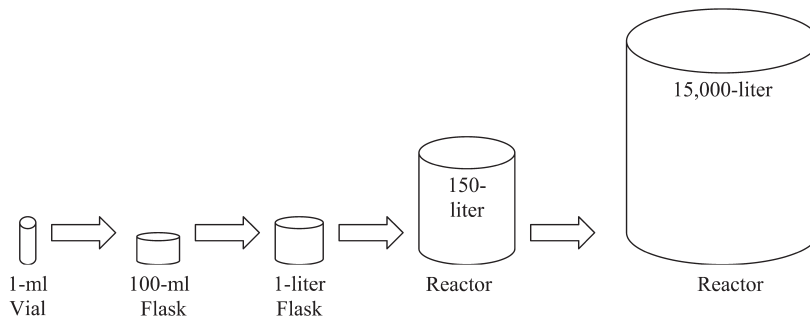 15,000-liter
150-
liter
1-ml
Vial
100-ml
Flask
1-liter
Flask
Reactor
Reactor